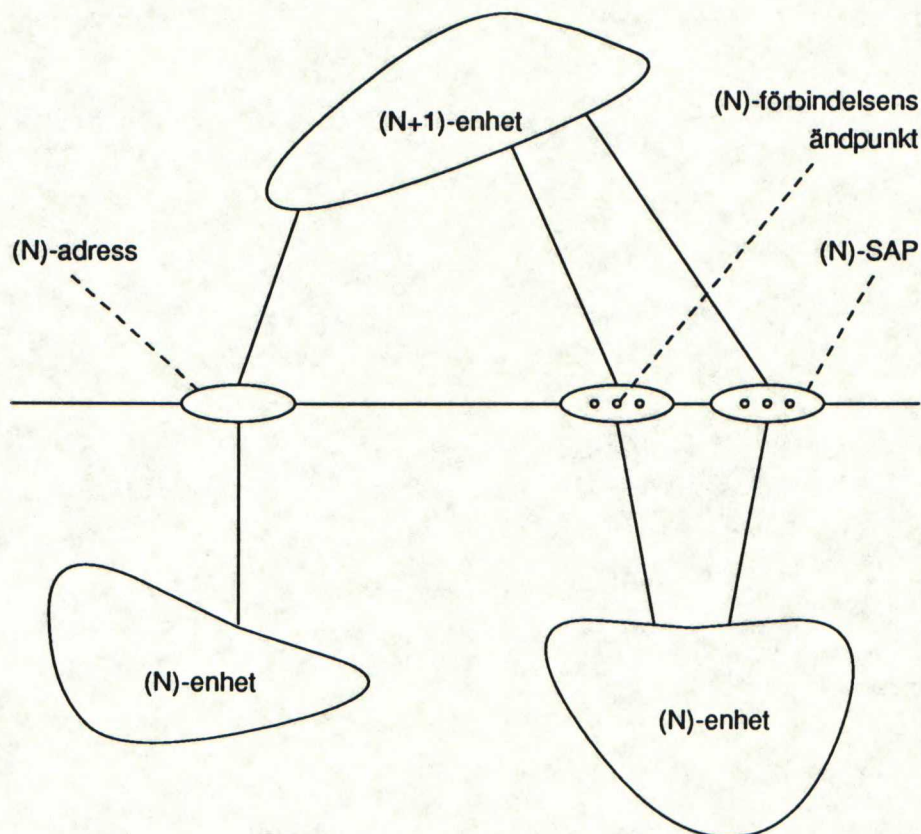 (N+1)-enhet
(N)-förbindelsens
ändpunkt
(N)-adress
(N)-SAP
(N)-enhet
(N)-enhet